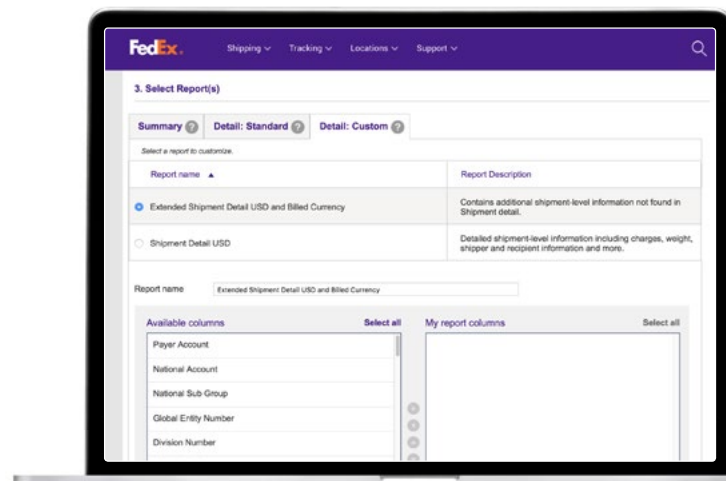 FedEx. Shipping Tracking Locations Support
3. Select Report(s)
Summary ? Detail: Standard ? Detail: Custom ?
Select a report to customize.
Report name Report Description
Extended Shipment Detail USD and Billed Currency
Contains additional shipment-level information not found in
Shipment detail.
Shipment Detail USD
Detailed shipment-level information including charges, weight,
shipper and recipient information and more.
Report name Extended Shipment Detail USD and Billed Currency
Available columns Select all My report columns Select all
Payer Account
National Account
National Sub Group
Global Entity Number
Division Number